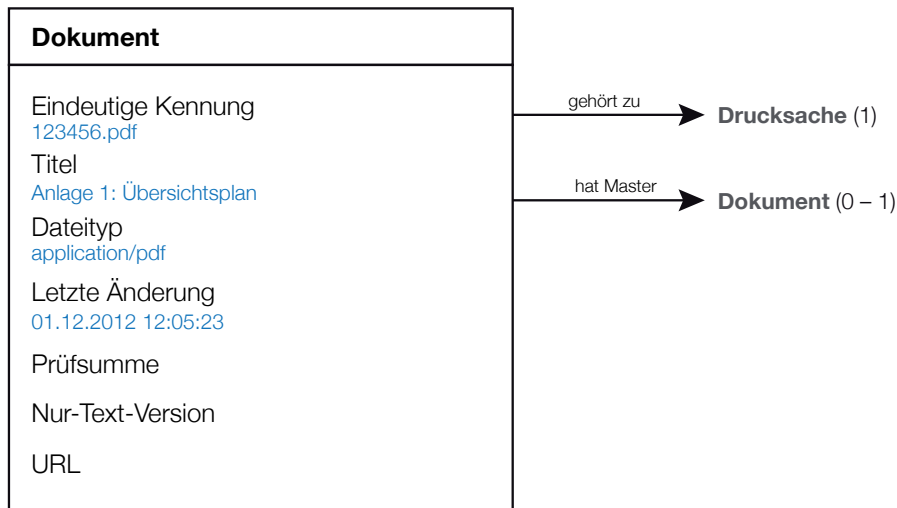 Dokument
Eindeutige Kennung
123456.pdf
Titel
Anlage 1: Übersichtsplan
Dateityp
application/pdf
Letzte Änderung
01.12.2012 12:05:23
Prüfsumme
Nur-Text-Version
URL
gehört zu
Drucksache (1)
hat Master
Dokument (0 – 1)